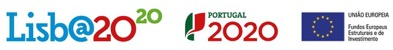 Lisb@20²⁰
PORTUGAL
2020
UNIÃO EUROPEIA
Fundos Europeus
Estruturais e de
Investimento